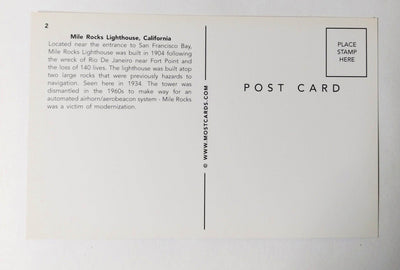 2
Mile Rocks Lighthouse, California
Located near the entrance to San Francisco Bay,
Mile Rocks Lighthouse was built in 1904 following
the wreck of Rio De Janeiro near Fort Point and
the loss of 140 lives. The lighthouse was built atop
two large rocks that were previously hazards to
navigation. Seen here in 1934. The tower was
dismantled in the 1960s to make way for an
automated airhorn/aerobeacon system - Mile Rocks
was a victim of modernization.
© WWW.MOSTCARDS.COM
PLACE
STAMP
HERE
POST CARD